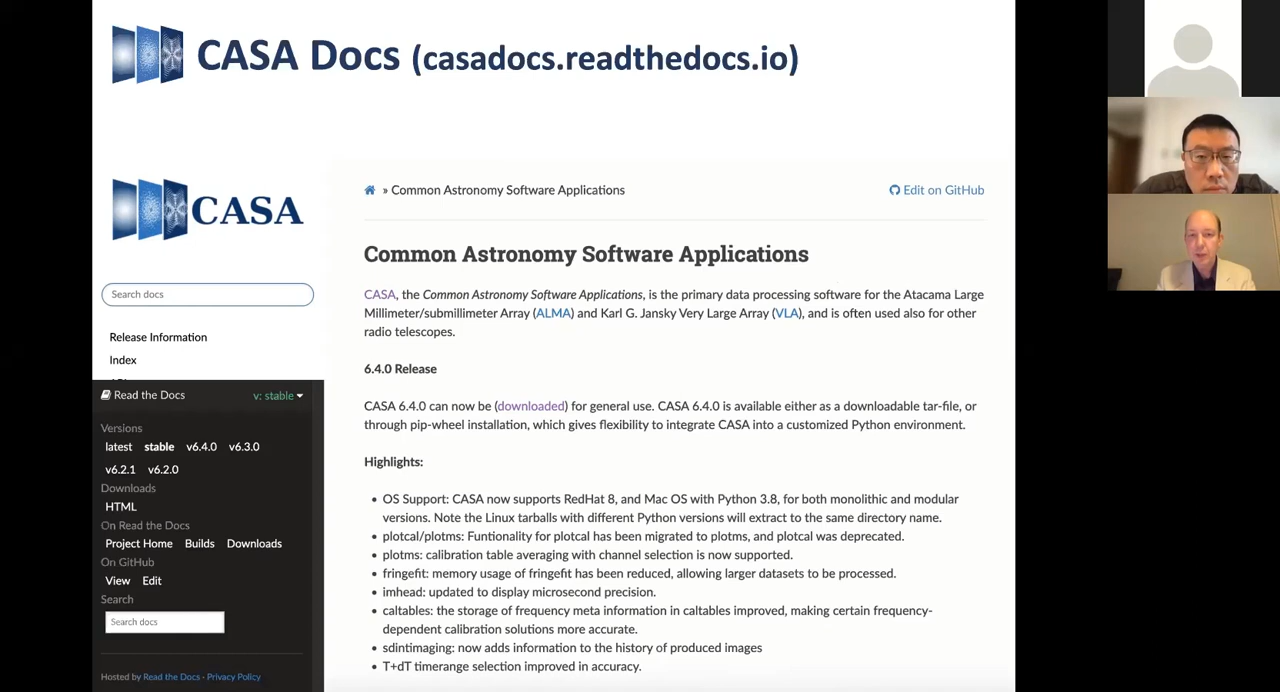 CASA Docs (casadocs.readthedocs.io)
CASA
Search docs
Release Information
Index
Read the Docs
v: stable
Versions
latest stable v6.4.0 v6.3.0
v6.2.1 v6.2.0
Downloads
HTML
On Read the Docs
Project Home Builds Downloads
On GitHub
View Edit
Search
Search docs
Hosted by Read the Docs · Privacy Policy
» Common Astronomy Software Applications
Edit on GitHub
Common Astronomy Software Applications
CASA, the Common Astronomy Software Applications, is the primary data processing software for the Atacama Large
Millimeter/submillimeter Array (ALMA) and Karl G. Jansky Very Large Array (VLA), and is often used also for other
radio telescopes.
6.4.0 Release
CASA 6.4.0 can now be (downloaded) for general use. CASA 6.4.0 is available either as a downloadable tar-file, or
through pip-wheel installation, which gives flexibility to integrate CASA into a customized Python environment.
Highlights:
• OS Support: CASA now supports RedHat 8, and Mac OS with Python 3.8, for both monolithic and modular
versions. Note the Linux tarballs with different Python versions will extract to the same directory name.
• plotcal/plotms: Funtionality for plotcal has been migrated to plotms, and plotcal was deprecated.
• plotms: calibration table averaging with channel selection is now supported.
• fringefit: memory usage of fringefit has been reduced, allowing larger datasets to be processed.
• imhead: updated to display microsecond precision.
• caltables: the storage of frequency meta information in caltables improved, making certain frequency-
dependent calibration solutions more accurate.
• sdintimaging: now adds information to the history of produced images
• T+dT timerange selection improved in accuracy.